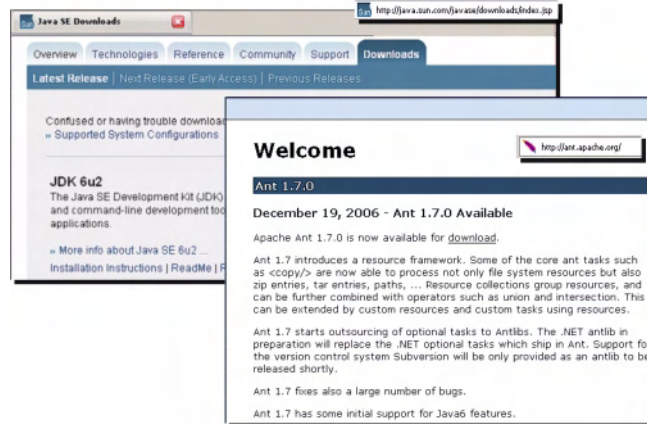 Java SE Downloads
http://java.sun.com/javase/downloads/index.jsp
Overview Technologies Reference Community Support Downloads
Latest Release | Next Release (Early Access) | Previous Releases
Confused or having trouble download
» Supported System Configurations
JDK 6u2
The Java SE Development Kit (JDK)
and command-line development too
applications.
» More info about Java SE 6u2 ...
Installation Instructions | ReadMe | R
Welcome
http://ant.apache.org/
Ant 1.7.0
December 19, 2006 - Ant 1.7.0 Available
Apache Ant 1.7.0 is now available for download.
Ant 1.7 introduces a resource framework. Some of the core ant tasks such
as <copy/> are now able to process not only file system resources but also
zip entries, tar entries, paths, ... Resource collections group resources, and
can be further combined with operators such as union and intersection. This
can be extended by custom resources and custom tasks using resources.
Ant 1.7 starts outsourcing of optional tasks to Antlibs. The .NET antlib in
preparation will replace the .NET optional tasks which ship in Ant. Support fo
the version control system Subversion will be only provided as an antlib to be
released shortly.
Ant 1.7 fixes also a large number of bugs.
Ant 1.7 has some initial support for Java6 features.